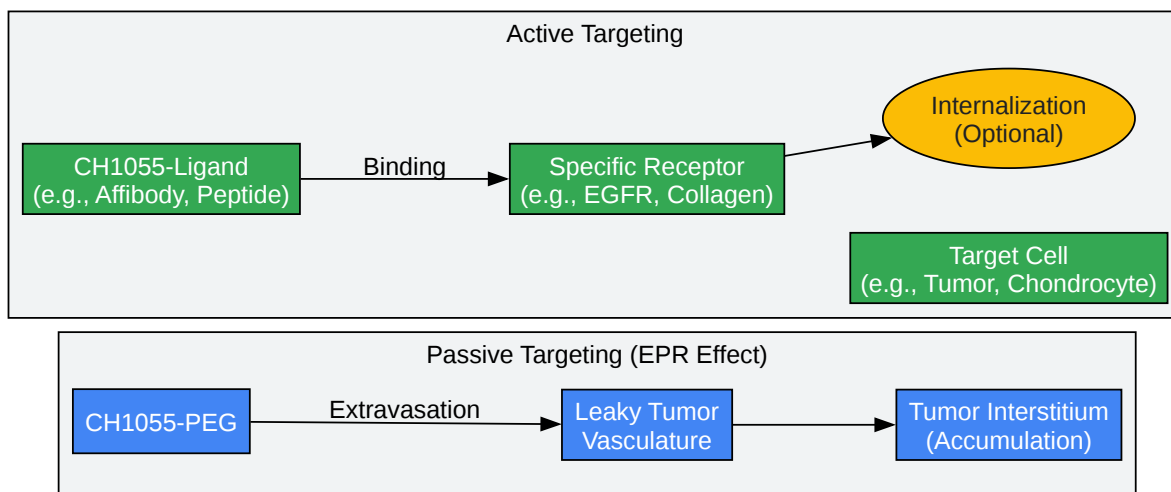 Active Targeting
CH1055-Ligand
(e.g., Affibody, Peptide)
Binding
Specific Receptor
(e.g., EGFR, Collagen)
Internalization
(Optional)
Target Cell
(e.g., Tumor, Chondrocyte)
Passive Targeting (EPR Effect)
CH1055-PEG
Extravasation
Leaky Tumor
Vasculature
Tumor Interstitium
(Accumulation)